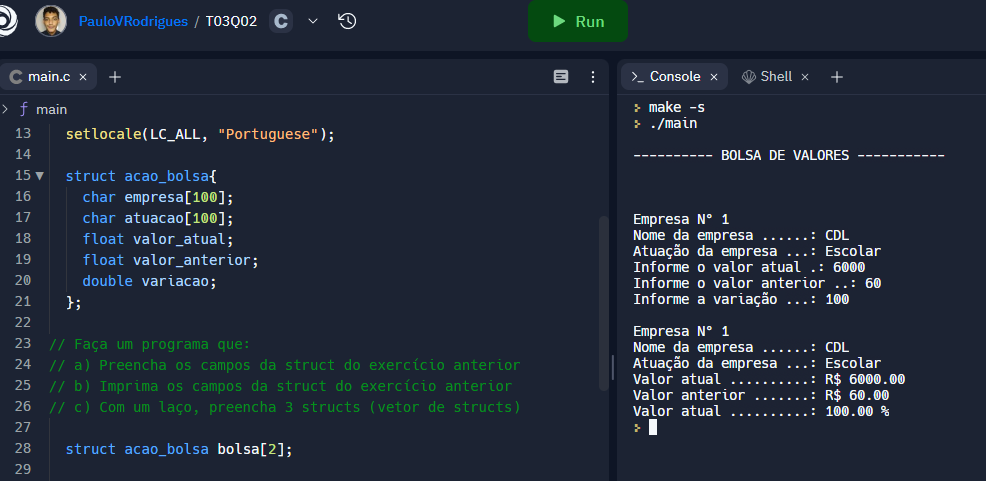 PauloVRodrigues / T03Q02 C
Run
main.c × +
main
13 setlocale(LC_ALL, "Portuguese");
14
15 struct acao_bolsa{
16 char empresa[100];
17 char atuacao[100];
18 float valor_atual;
19 float valor_anterior;
20 double variacao;
21 };
22
23 // Faça um programa que:
24 // a) Preencha os campos da struct do exercício anterior
25 // b) Imprima os campos da struct do exercício anterior
26 // c) Com um laço, preencha 3 structs (vetor de structs)
27
28 struct acao_bolsa bolsa[2];
29
Console × Shell × +
make -s
./main
---------- BOLSA DE VALORES -----------
Empresa N° 1
Nome da empresa ......: CDL
Atuação da empresa ...: Escolar
Informe o valor atual .: 6000
Informe o valor anterior ..: 60
Informe a variação ...: 100
Empresa N° 1
Nome da empresa ......: CDL
Atuação da empresa ...: Escolar
Valor atual ..........: R$ 6000.00
Valor anterior .......: R$ 60.00
Valor atual ..........: 100.00 %